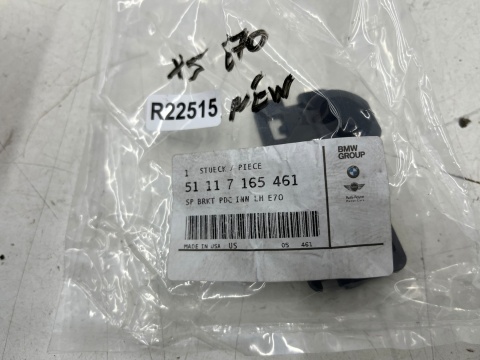 X5 E70
NEW
R22515
1 STUECK / PIECE
51 11 7 165 461
SP BRKT PDC INN LH E70
MADE IN USA US 05 461
BMW
GROUP